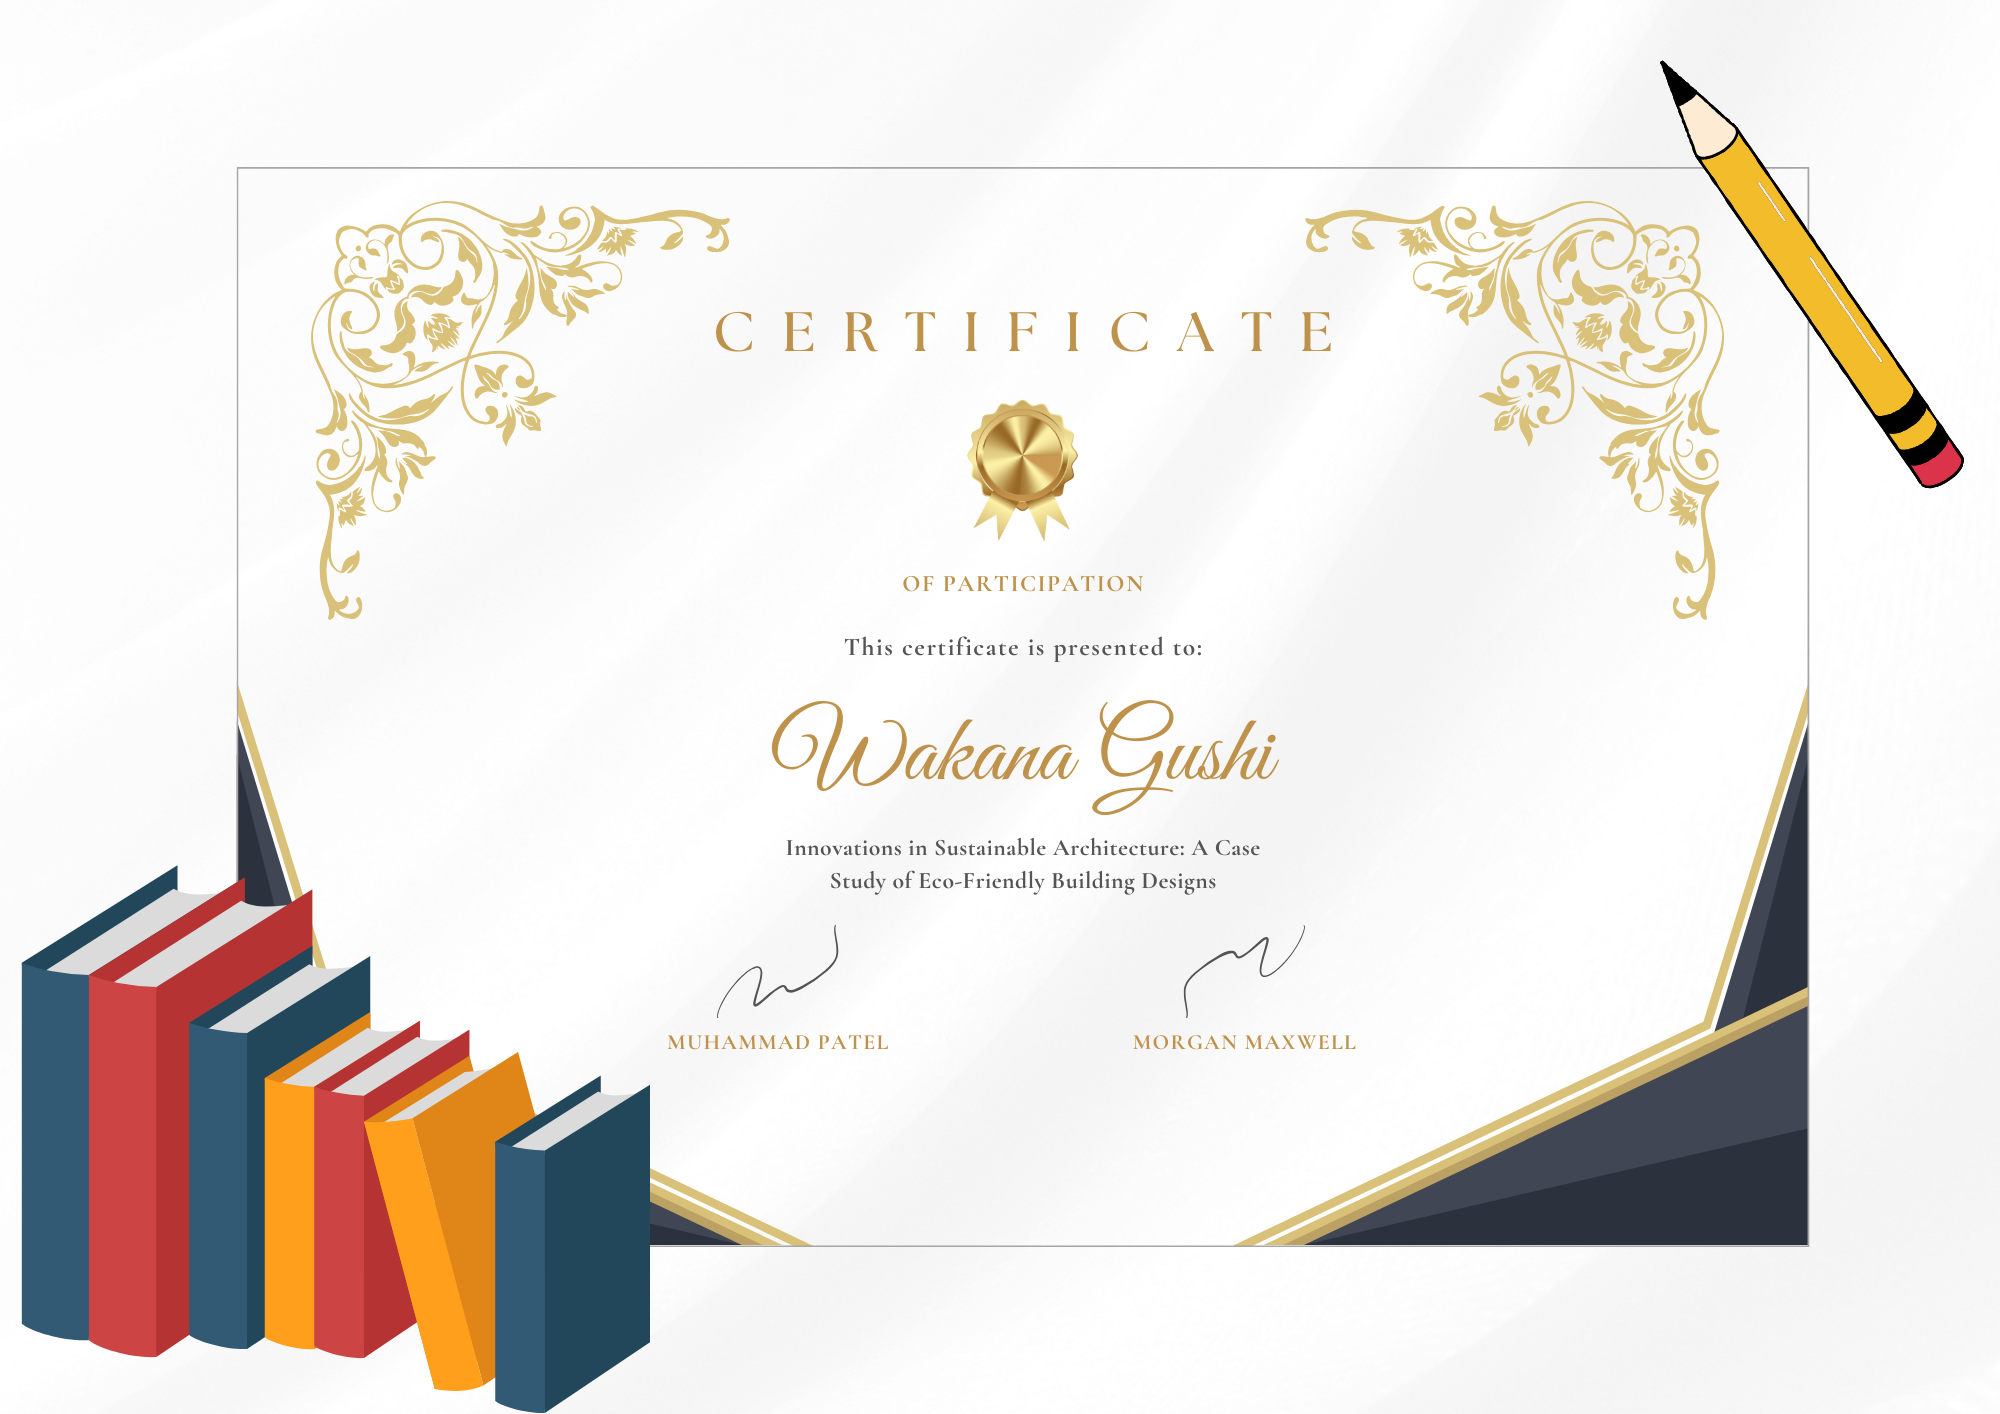 CERTIFICATE
OF PARTICIPATION
This certificate is presented to:
Wakana Gushi
Innovations in Sustainable Architecture: A Case
Study of Eco-Friendly Building Designs
MUHAMMAD PATEL
MORGAN MAXWELL